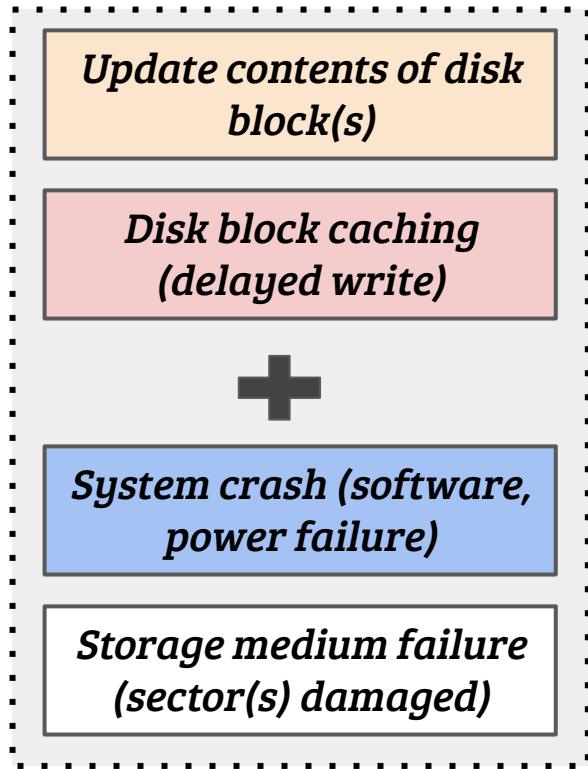 Update contents of disk
block(s)
Disk block caching
(delayed write)
System crash (software,
power failure)
Storage medium failure
(sector(s) damaged)